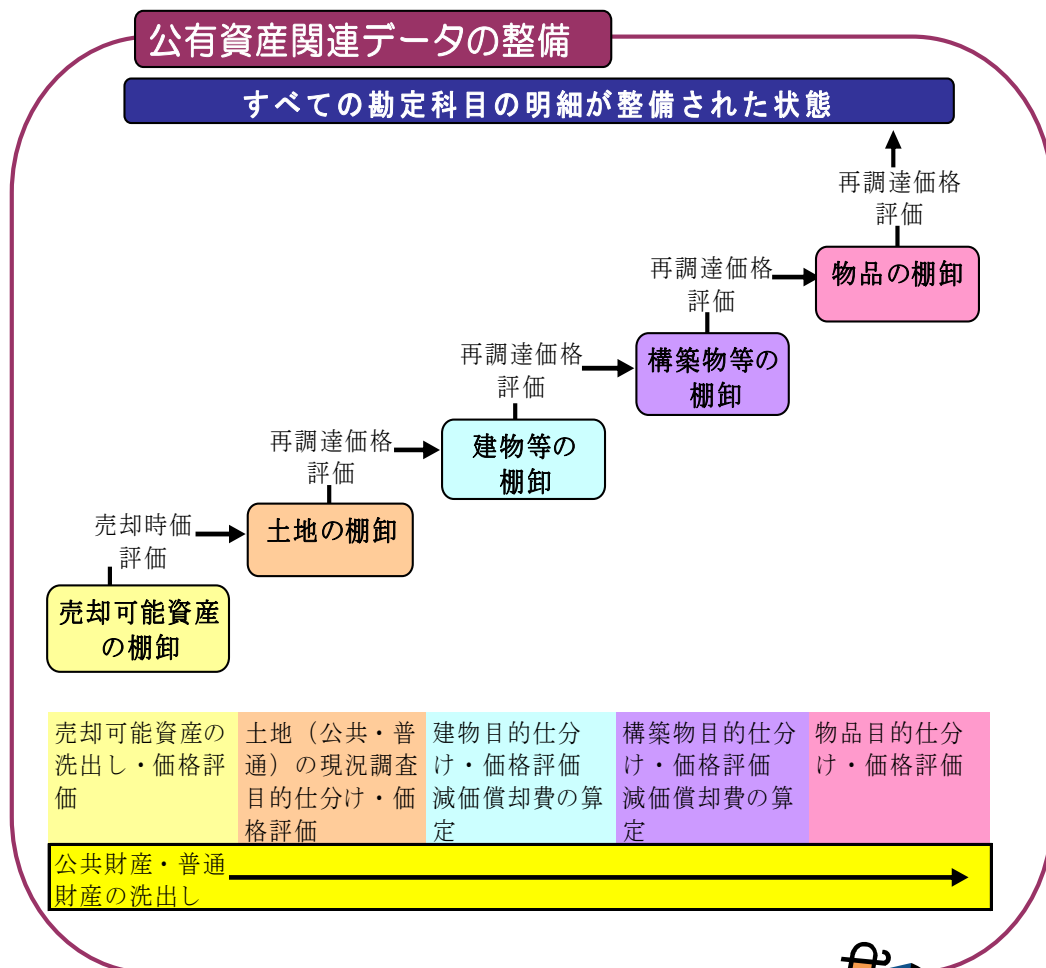 公有資産関連データの整備
すべての勘定科目の明細が整備された状態
再調達価格
評価
物品の棚卸
再調達価格
評価
構築物等の
棚卸
再調達価格
評価
建物等の
棚卸
再調達価格
評価
土地の棚卸
売却時価
評価
売却可能資産
の棚卸
売却可能資産の
洗出し・価格評
価
土地（公共・普
通）の現況調査
目的仕分け・価
格評価
建物目的仕分
け・価格評価
減価償却費の算
定
構築物目的仕分
け・価格評価
減価償却費の算
定
物品目的仕分
け・価格評価
公共財産・普通
財産の洗出し